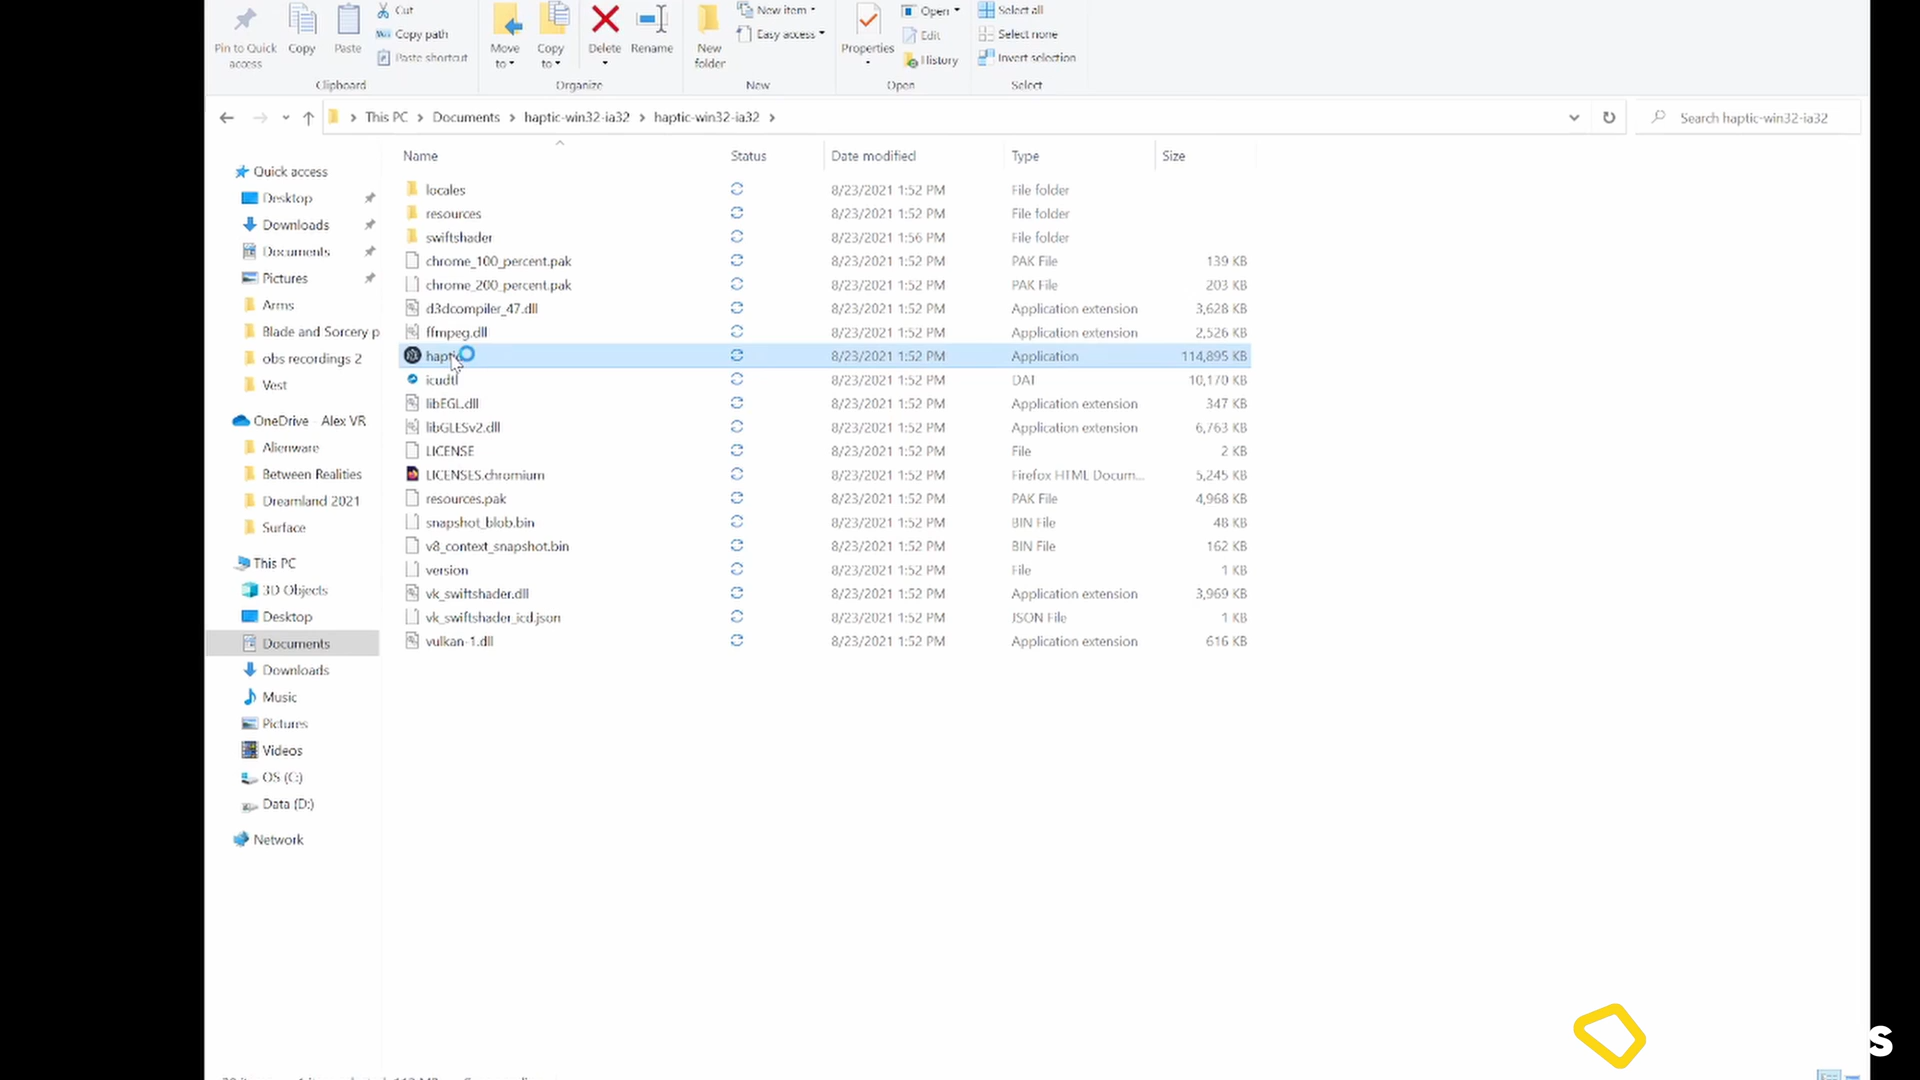 Pin to Quick access
Copy
Paste
Cut
Copy path
Paste shortcut
Clipboard
Move to
Copy to
Delete
Rename
Organize
New folder
New item
Easy access
New
Properties
Open
Edit
History
Open
Select all
Select none
Invert selection
Select
This PC > Documents > haptic-win32-ia32 > haptic-win32-ia32 >
Search haptic-win32-ia32
Name Status Date modified Type Size
locales 8/23/2021 1:52 PM File folder
resources 8/23/2021 1:52 PM File folder
swiftshader 8/23/2021 1:56 PM File folder
chrome_100_percent.pak 8/23/2021 1:52 PM PAK File 139 KB
chrome_200_percent.pak 8/23/2021 1:52 PM PAK File 203 KB
d3dcompiler_47.dll 8/23/2021 1:52 PM Application extension 3,628 KB
ffmpeg.dll 8/23/2021 1:52 PM Application extension 2,526 KB
haptic 8/23/2021 1:52 PM Application 114,895 KB
icudtl 8/23/2021 1:52 PM DAT 10,170 KB
libEGL.dll 8/23/2021 1:52 PM Application extension 347 KB
libGLESv2.dll 8/23/2021 1:52 PM Application extension 6,763 KB
LICENSE 8/23/2021 1:52 PM File 2 KB
LICENSES.chromium 8/23/2021 1:52 PM Firefox HTML Docum... 5,245 KB
resources.pak 8/23/2021 1:52 PM PAK File 4,968 KB
snapshot_blob.bin 8/23/2021 1:52 PM BIN File 48 KB
v8_context_snapshot.bin 8/23/2021 1:52 PM BIN File 162 KB
version 8/23/2021 1:52 PM File 1 KB
vk_swiftshader.dll 8/23/2021 1:52 PM Application extension 3,969 KB
vk_swiftshader_icd.json 8/23/2021 1:52 PM JSON File 1 KB
vulkan-1.dll 8/23/2021 1:52 PM Application extension 616 KB
Quick access
Desktop
Downloads
Documents
Pictures
Arms
Blade and Sorcery p
obs recordings 2
Vest
OneDrive - Alex VR
Alienware
Between Realities
Dreamland 2021
Surface
This PC
3D Objects
Desktop
Documents
Downloads
Music
Pictures
Videos
OS (C:)
Data (D:)
Network
s